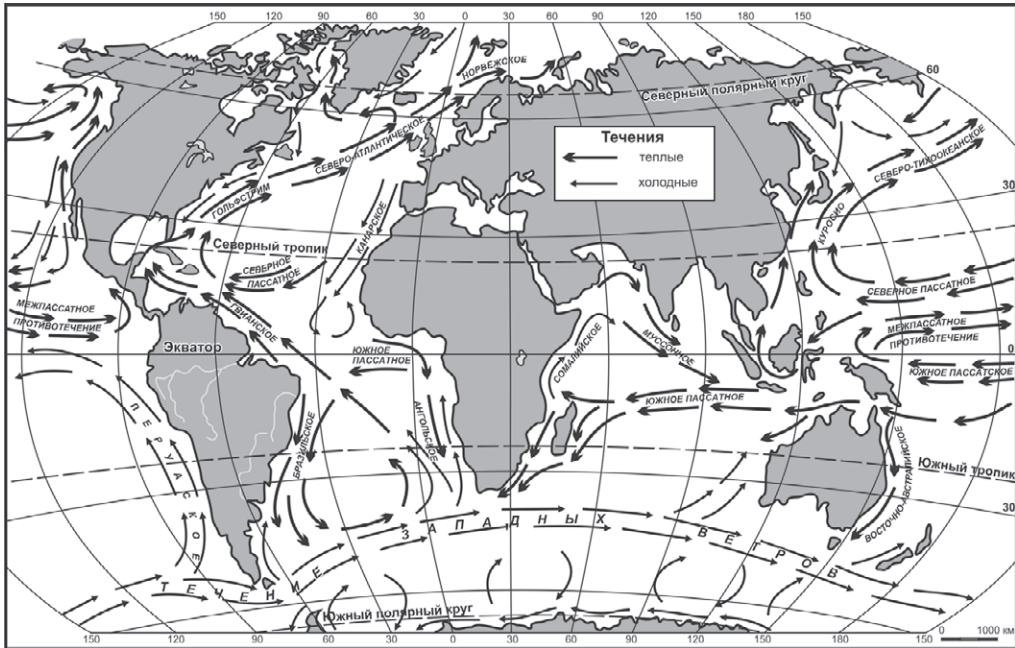 150 120 90 60 30 0 30 60 90 120 150 180 150
60
НОРВЕЖСКОЕ
Северный полярный круг
Течения
теплые
холодные
СЕВЕРО-АТЛАНТИЧЕСКОЕ
СЕВЕРО-ТИХООКЕАНСКОЕ
30
ГОЛЬФСТРИМ
КАНАРСКОЕ
КУРОСИО
Северный тропик
СЕВЕРНОЕ
ПАССАТНОЕ
СЕВЕРНОЕ ПАССАТНОЕ
МЕЖПАССАТНОЕ
ПРОТИВОТЕЧЕНИЕ
ГВИАНСКОЕ
МУССОННОЕ
МЕЖПАССАТНОЕ
ПРОТИВОТЕЧЕНИЕ
Экватор
0
ЮЖНОЕ
ПАССАТНОЕ
СОМАЛИЙСКОЕ
ЮЖНОЕ ПАССАТСКОЕ
ЮЖНОЕ ПАССАТНОЕ
ПЕРУАСКОЕ
БРАЗИЛЬСКОЕ
АНГОЛЬСКОЕ
ВОСТОЧНО-АВСТРАЛИЙСКОЕ
Южный тропик
30
ТЕЧЕНИЕ ЗАПАДНЫХ ВЕТРОВ
Южный полярный круг
150 120 90 60 30 0 30 60 90 120 150 180 150
0 1000 км